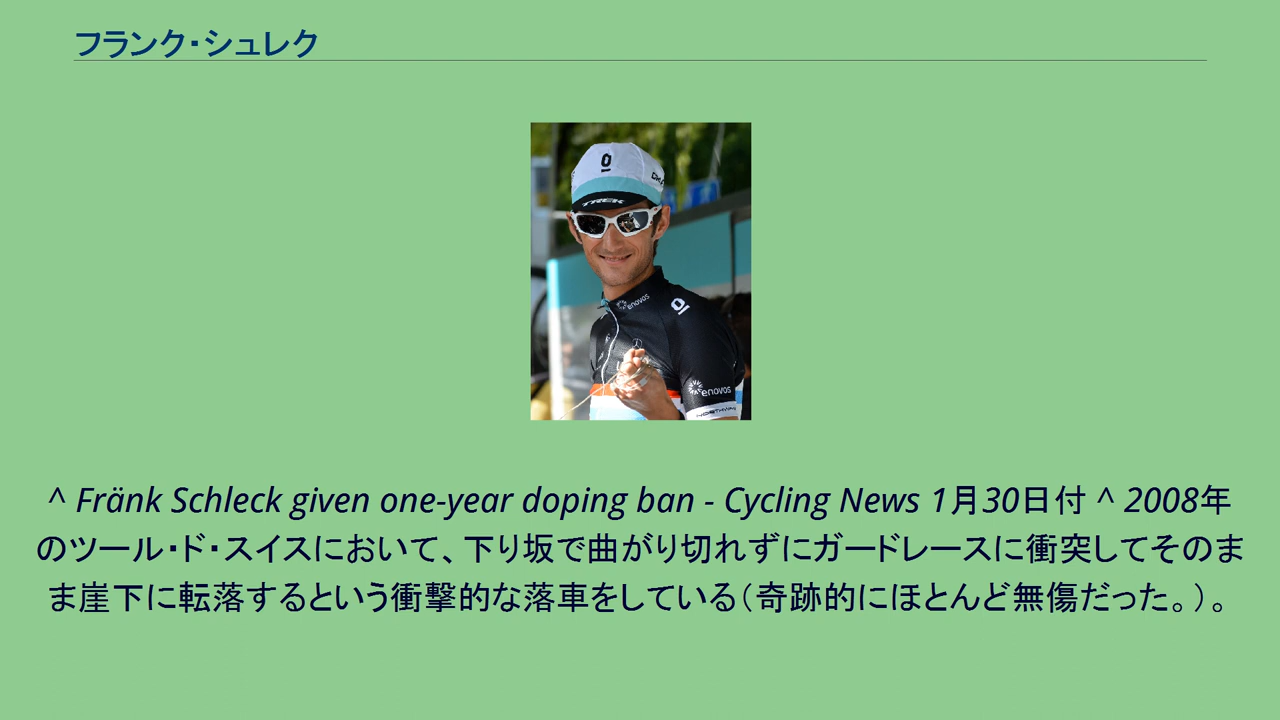 フランク・シュレク
TREK
enovos
enovos
^ Fränk Schleck given one-year doping ban - Cycling News 1月30日付 ^ 2008年
のツール・ド・スイスにおいて、下り坂で曲がり切れずにガードレースに衝突してそのま
ま崖下に転落するという衝撃的な落車をしている（奇跡的にほとんど無傷だった。）。